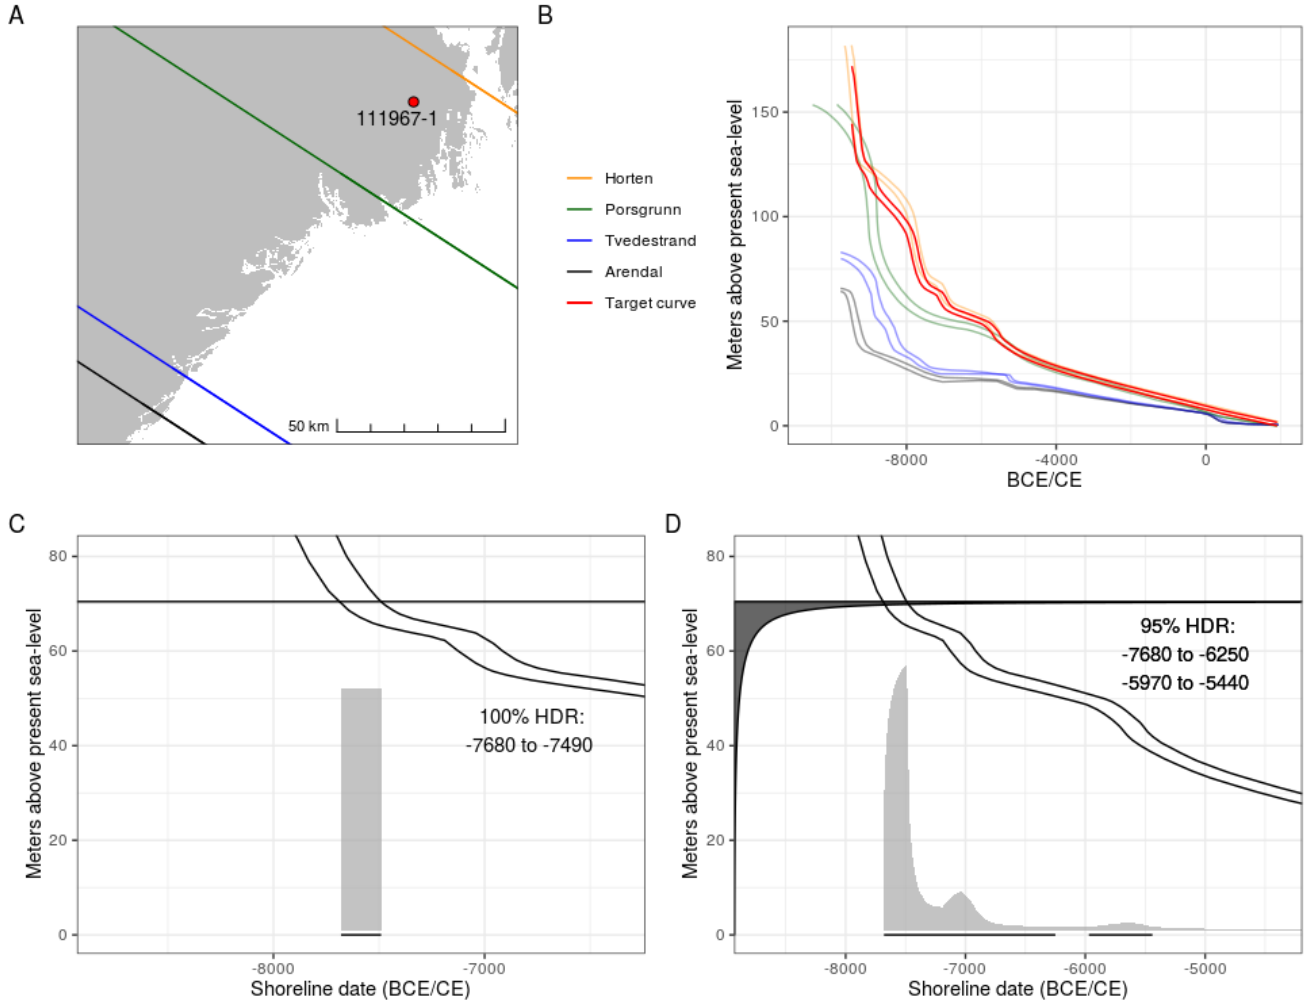 A
111967-1
50 km
Horten
Porsgrunn
Tvedestrand
Arendal
Target curve
B
Meters above present sea-level
150
100
50
0
-8000
-4000
0
BCE/CE
C
Meters above present sea-level
80
60
40
20
0
100% HDR:
-7680 to -7490
-8000
-7000
Shoreline date (BCE/CE)
D
Meters above present sea-level
80
60
40
20
0
95% HDR:
-7680 to -6250
-5970 to -5440
-8000
-7000
-6000
-5000
Shoreline date (BCE/CE)